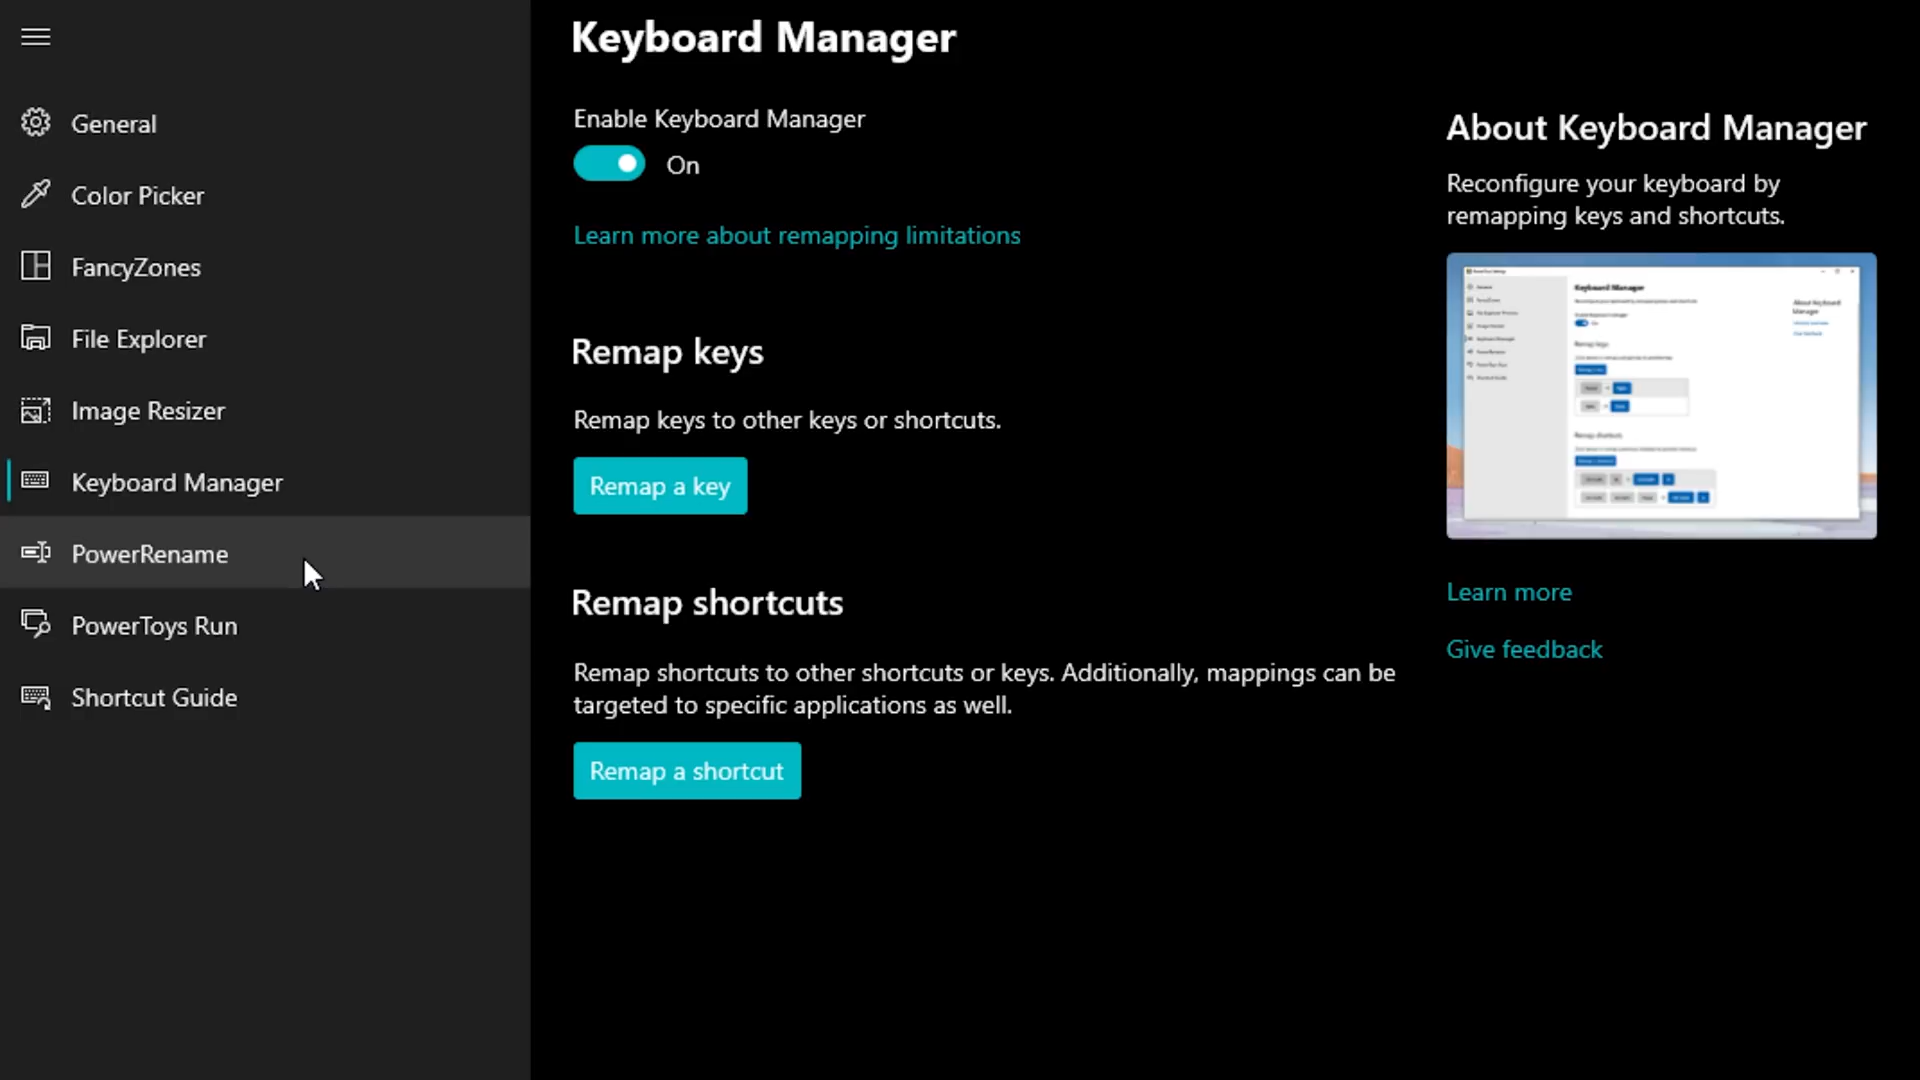 Keyboard Manager
General
Color Picker
FancyZones
File Explorer
Image Resizer
Keyboard Manager
PowerRename
PowerToys Run
Shortcut Guide
Enable Keyboard Manager
On
Learn more about remapping limitations
Remap keys
Remap keys to other keys or shortcuts.
Remap a key
Remap shortcuts
Remap shortcuts to other shortcuts or keys. Additionally, mappings can be
targeted to specific applications as well.
Remap a shortcut
About Keyboard Manager
Reconfigure your keyboard by
remapping keys and shortcuts.
Keyboard Manager
Learn more
Give feedback